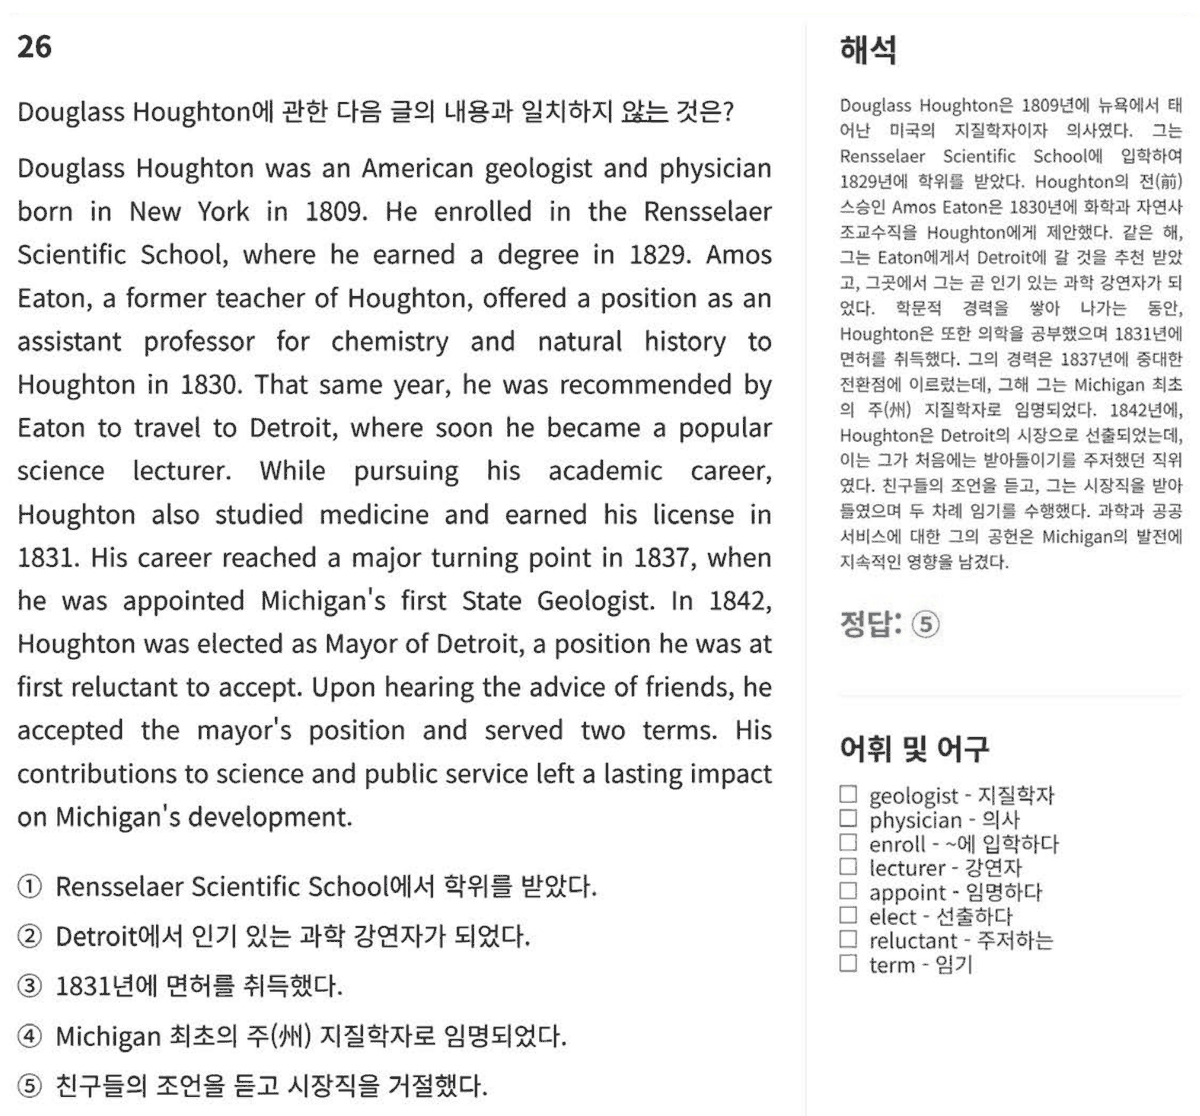 26
Douglass Houghton에 관한 다음 글의 내용과 일치하지 않는 것은?
Douglass Houghton was an American geologist and physician
born in New York in 1809. He enrolled in the Rensselaer
Scientific School, where he earned a degree in 1829. Amos
Eaton, a former teacher of Houghton, offered a position as an
assistant professor for chemistry and natural history to
Houghton in 1830. That same year, he was recommended by
Eaton to travel to Detroit, where soon he became a popular
science lecturer. While pursuing his academic career,
Houghton also studied medicine and earned his license in
1831. His career reached a major turning point in 1837, when
he was appointed Michigan's first State Geologist. In 1842,
Houghton was elected as Mayor of Detroit, a position he was at
first reluctant to accept. Upon hearing the advice of friends, he
accepted the mayor's position and served two terms. His
contributions to science and public service left a lasting impact
on Michigan's development.
① Rensselaer Scientific School에서 학위를 받았다.
② Detroit에서 인기 있는 과학 강연자가 되었다.
③ 1831년에 면허를 취득했다.
④ Michigan 최초의 주(州) 지질학자로 임명되었다.
⑤ 친구들의 조언을 듣고 시장직을 거절했다.
해석
Douglass Houghton은 1809년에 뉴욕에서 태
어난 미국의 지질학자이자 의사였다. 그는
Rensselaer Scientific School에 입학하여
1829년에 학위를 받았다. Houghton의 전(前)
스승인 Amos Eaton은 1830년에 화학과 자연사
조교수직을 Houghton에게 제안했다. 같은 해,
그는 Eaton에게서 Detroit에 갈 것을 추천 받았
고, 그곳에서 그는 곧 인기 있는 과학 강연자가 되
었다. 학문적 경력을 쌓아 나가는 동안,
Houghton은 또한 의학을 공부했으며 1831년에
면허를 취득했다. 그의 경력은 1837년에 중대한
전환점에 이르렀는데, 그해 그는 Michigan 최초
의 주(州) 지질학자로 임명되었다. 1842년에,
Houghton은 Detroit의 시장으로 선출되었는데,
이는 그가 처음에는 받아들이기를 주저했던 직위
였다. 친구들의 조언을 듣고, 그는 시장직을 받아
들였으며 두 차례 임기를 수행했다. 과학과 공공
서비스에 대한 그의 공헌은 Michigan의 발전에
지속적인 영향을 남겼다.
정답: ⑤
어휘 및 어구
□ geologist - 지질학자
□ physician - 의사
□ enroll - ~에 입학하다
□ lecturer - 강연자
□ appoint - 임명하다
□ elect - 선출하다
□ reluctant - 주저하는
□ term - 임기